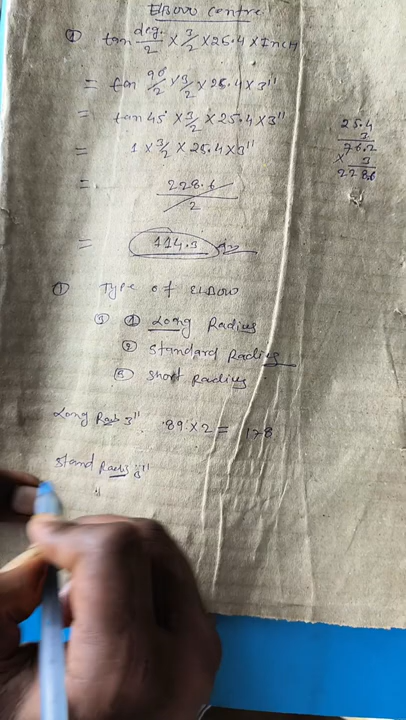 Elbow centre
① tan deg./2 × 3/2 × 25.4 × Inch
= tan 90°/2 × 3/2 × 25.4 × 3"
= tan 45° × 3/2 × 25.4 × 3"
= 1 × 3/2 × 25.4 × 3"
= 228.6/2
= 114.3
25.4
3
76.2
× 3
228.6
① Type of Elbow
① Long Radius
② Standard Radius
③ Short Radius
Long Radi 3" 89 × 2 = 178
Stand Radis 3"